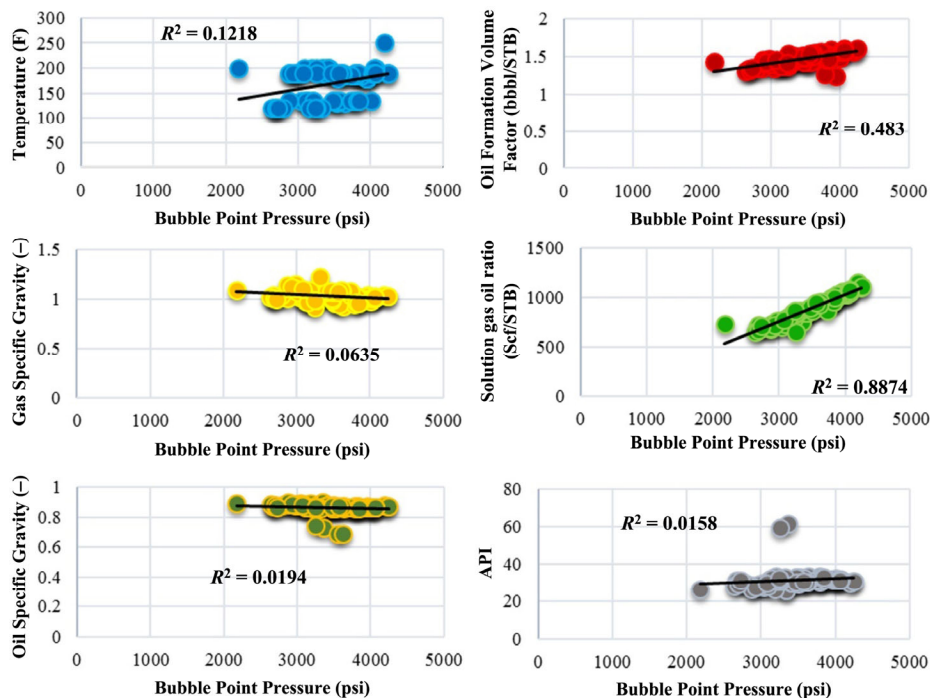 Temperature (F)
300
250
200
150
100
50
0
R² = 0.1218
0 1000 2000 3000 4000 5000
Bubble Point Pressure (psi)
Oil Formation Volume
Factor (bbbl/STB)
2
1.5
1
0.5
0
R² = 0.483
0 1000 2000 3000 4000 5000
Bubble Point Pressure (psi)
Gas Specific Gravity (–)
1.5
1
0.5
0
R² = 0.0635
0 1000 2000 3000 4000 5000
Bubble Point Pressure (psi)
Solution gas oil ratio
(Scf/STB)
1500
1000
500
0
R² = 0.8874
0 1000 2000 3000 4000 5000
Bubble Point Pressure (psi)
Oil Specific Gravity (–)
1
0.8
0.6
0.4
0.2
0
R² = 0.0194
0 1000 2000 3000 4000 5000
Bubble Point Pressure (psi)
API
80
60
40
20
0
R² = 0.0158
0 1000 2000 3000 4000 5000
Bubble Point Pressure (psi)